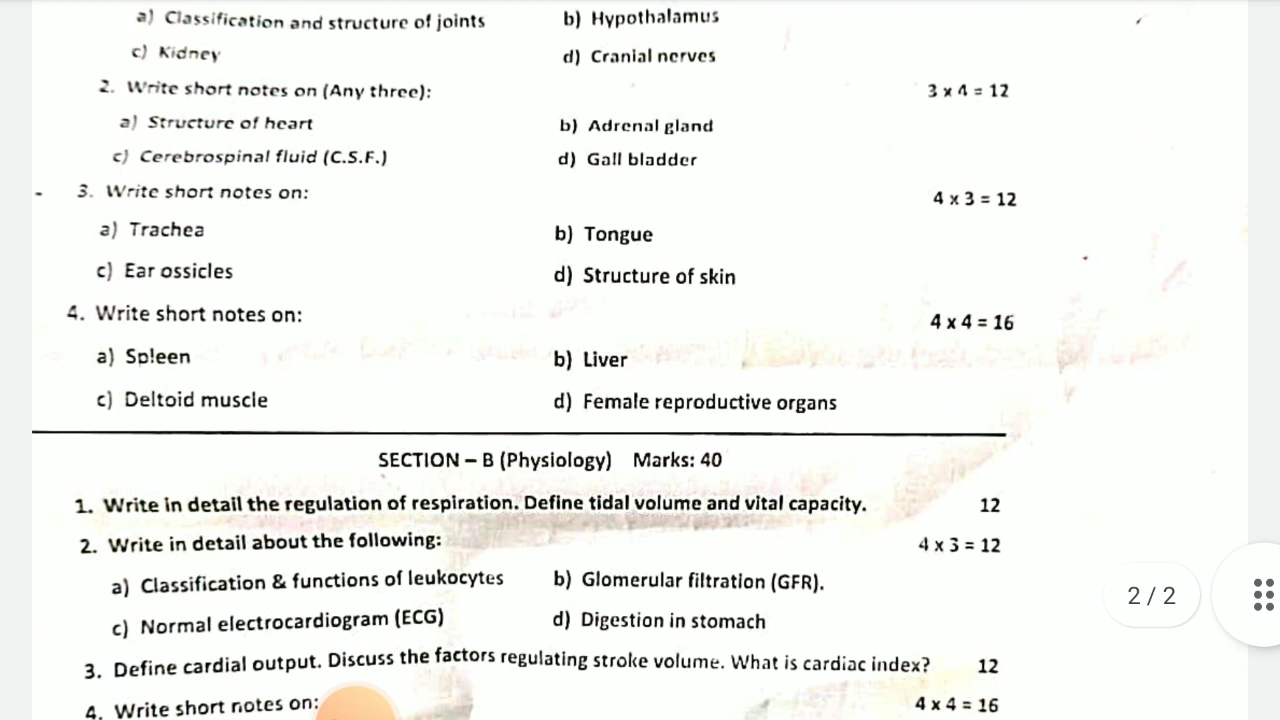 a) Classification and structure of joints b) Hypothalamus
c) Kidney d) Cranial nerves
2. Write short notes on (Any three): 3 x 4 = 12
a) Structure of heart b) Adrenal gland
c) Cerebrospinal fluid (C.S.F.) d) Gall bladder
- 3. Write short notes on: 4 x 3 = 12
a) Trachea b) Tongue
c) Ear ossicles d) Structure of skin
4. Write short notes on: 4 x 4 = 16
a) Spleen b) Liver
c) Deltoid muscle d) Female reproductive organs
SECTION – B (Physiology) Marks: 40
1. Write in detail the regulation of respiration. Define tidal volume and vital capacity. 12
2. Write in detail about the following: 4 x 3 = 12
a) Classification & functions of leukocytes b) Glomerular filtration (GFR).
c) Normal electrocardiogram (ECG) d) Digestion in stomach
2 / 2
3. Define cardial output. Discuss the factors regulating stroke volume. What is cardiac index? 12
4. Write short notes on: 4 x 4 = 16